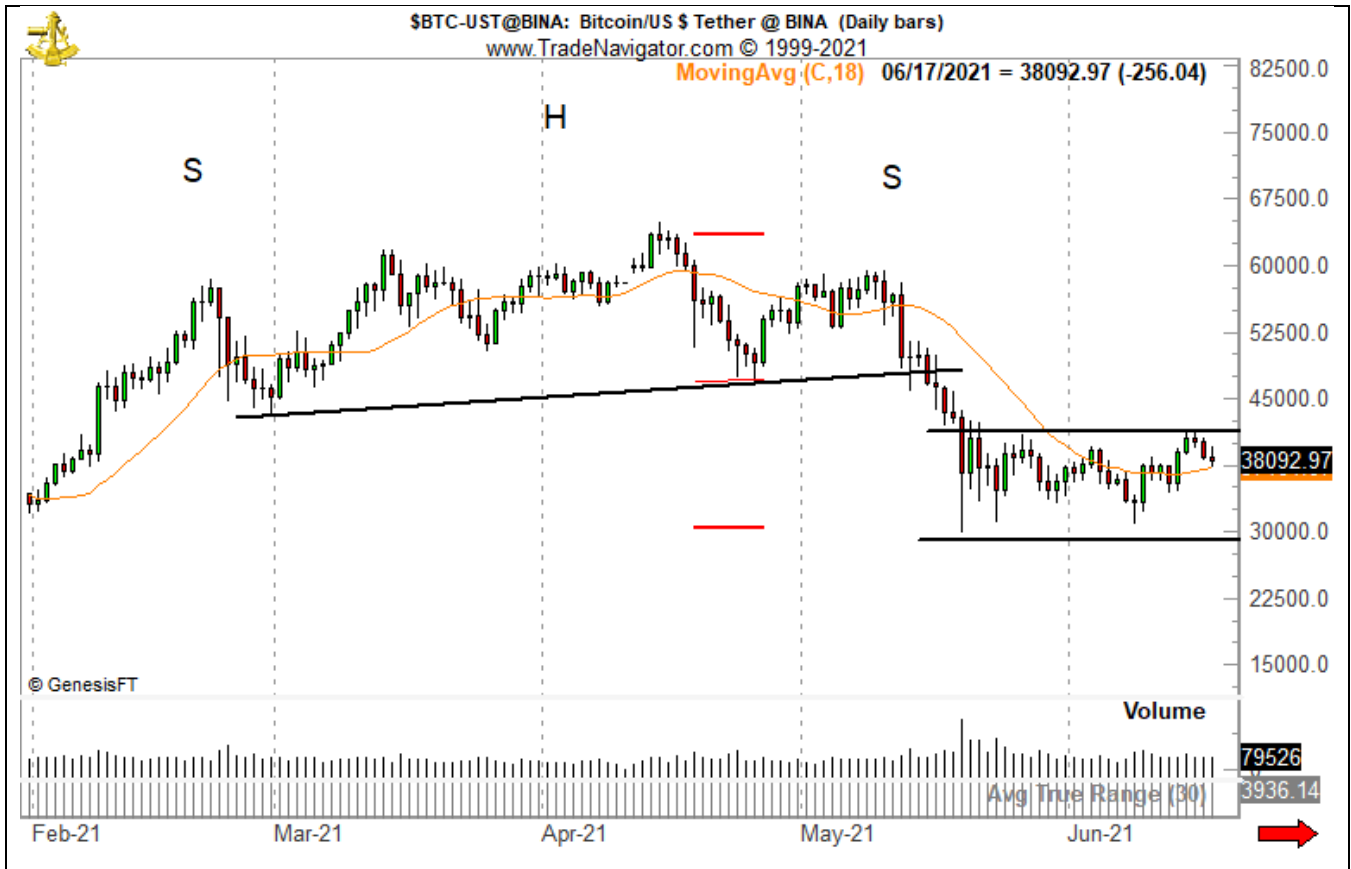 $BTC-UST@BINA: Bitcoin/US $ Tether @ BINA (Daily bars)
www.TradeNavigator.com © 1999-2021
MovingAvg (C,18) 06/17/2021 = 38092.97 (-256.04)
82500.0
75000.0
H
S
S
67500.0
60000.0
52500.0
45000.0
38092.97
30000.0
22500.0
15000.0
© GenesisFT
Volume
79526
Avg True Range (30)
3936.14
Feb-21 Mar-21 Apr-21 May-21 Jun-21